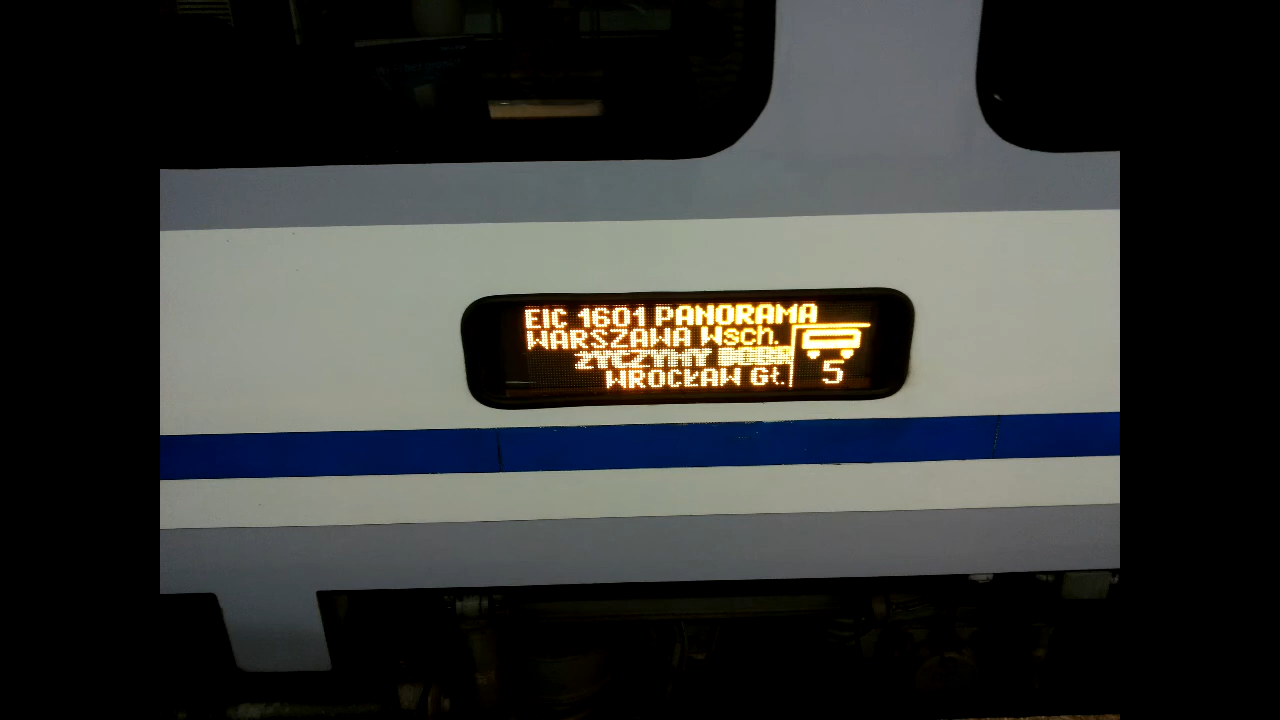 EIC 1601 PANORAMA
WARSZAWA Wsch.
ŻYCZYMY
WROCŁAW Gł.
5